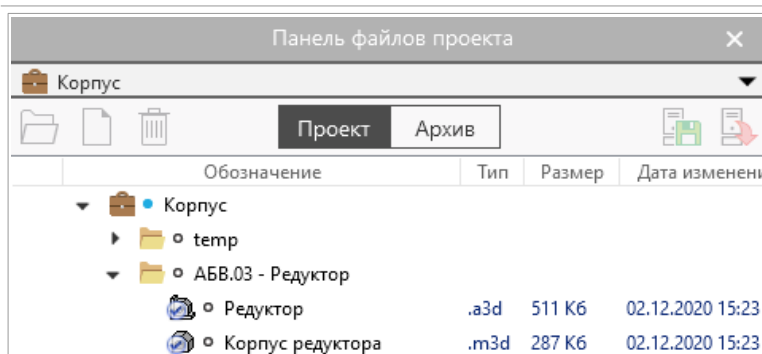 Панель файлов проекта
Корпус
Проект Архив
Обозначение Тип Размер Дата изменени
Корпус
temp
АБВ.03 - Редуктор
Редуктор .a3d 511 Кб 02.12.2020 15:23
Корпус редуктора .m3d 287 Кб 02.12.2020 15:23